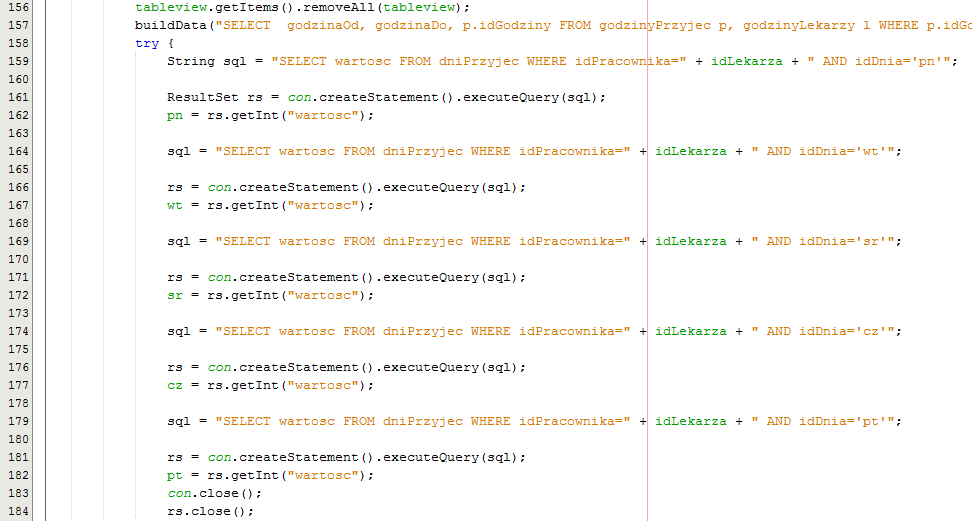 156 tableview.getItems().removeAll(tableview);
157 buildData("SELECT  godzinaOd, godzinaDo, p.idGodziny FROM godzinyPrzyjec p, godzinyLekarzy l WHERE p.idGo
158 try {
159 String sql = "SELECT wartosc FROM dniPrzyjec WHERE idPracownika=" + idLekarza + " AND idDnia='pn'";
160
161 ResultSet rs = con.createStatement().executeQuery(sql);
162 pn = rs.getInt("wartosc");
163
164 sql = "SELECT wartosc FROM dniPrzyjec WHERE idPracownika=" + idLekarza + " AND idDnia='wt'";
165
166 rs = con.createStatement().executeQuery(sql);
167 wt = rs.getInt("wartosc");
168
169 sql = "SELECT wartosc FROM dniPrzyjec WHERE idPracownika=" + idLekarza + " AND idDnia='sr'";
170
171 rs = con.createStatement().executeQuery(sql);
172 sr = rs.getInt("wartosc");
173
174 sql = "SELECT wartosc FROM dniPrzyjec WHERE idPracownika=" + idLekarza + " AND idDnia='cz'";
175
176 rs = con.createStatement().executeQuery(sql);
177 cz = rs.getInt("wartosc");
178
179 sql = "SELECT wartosc FROM dniPrzyjec WHERE idPracownika=" + idLekarza + " AND idDnia='pt'";
180
181 rs = con.createStatement().executeQuery(sql);
182 pt = rs.getInt("wartosc");
183 con.close();
184 rs.close();